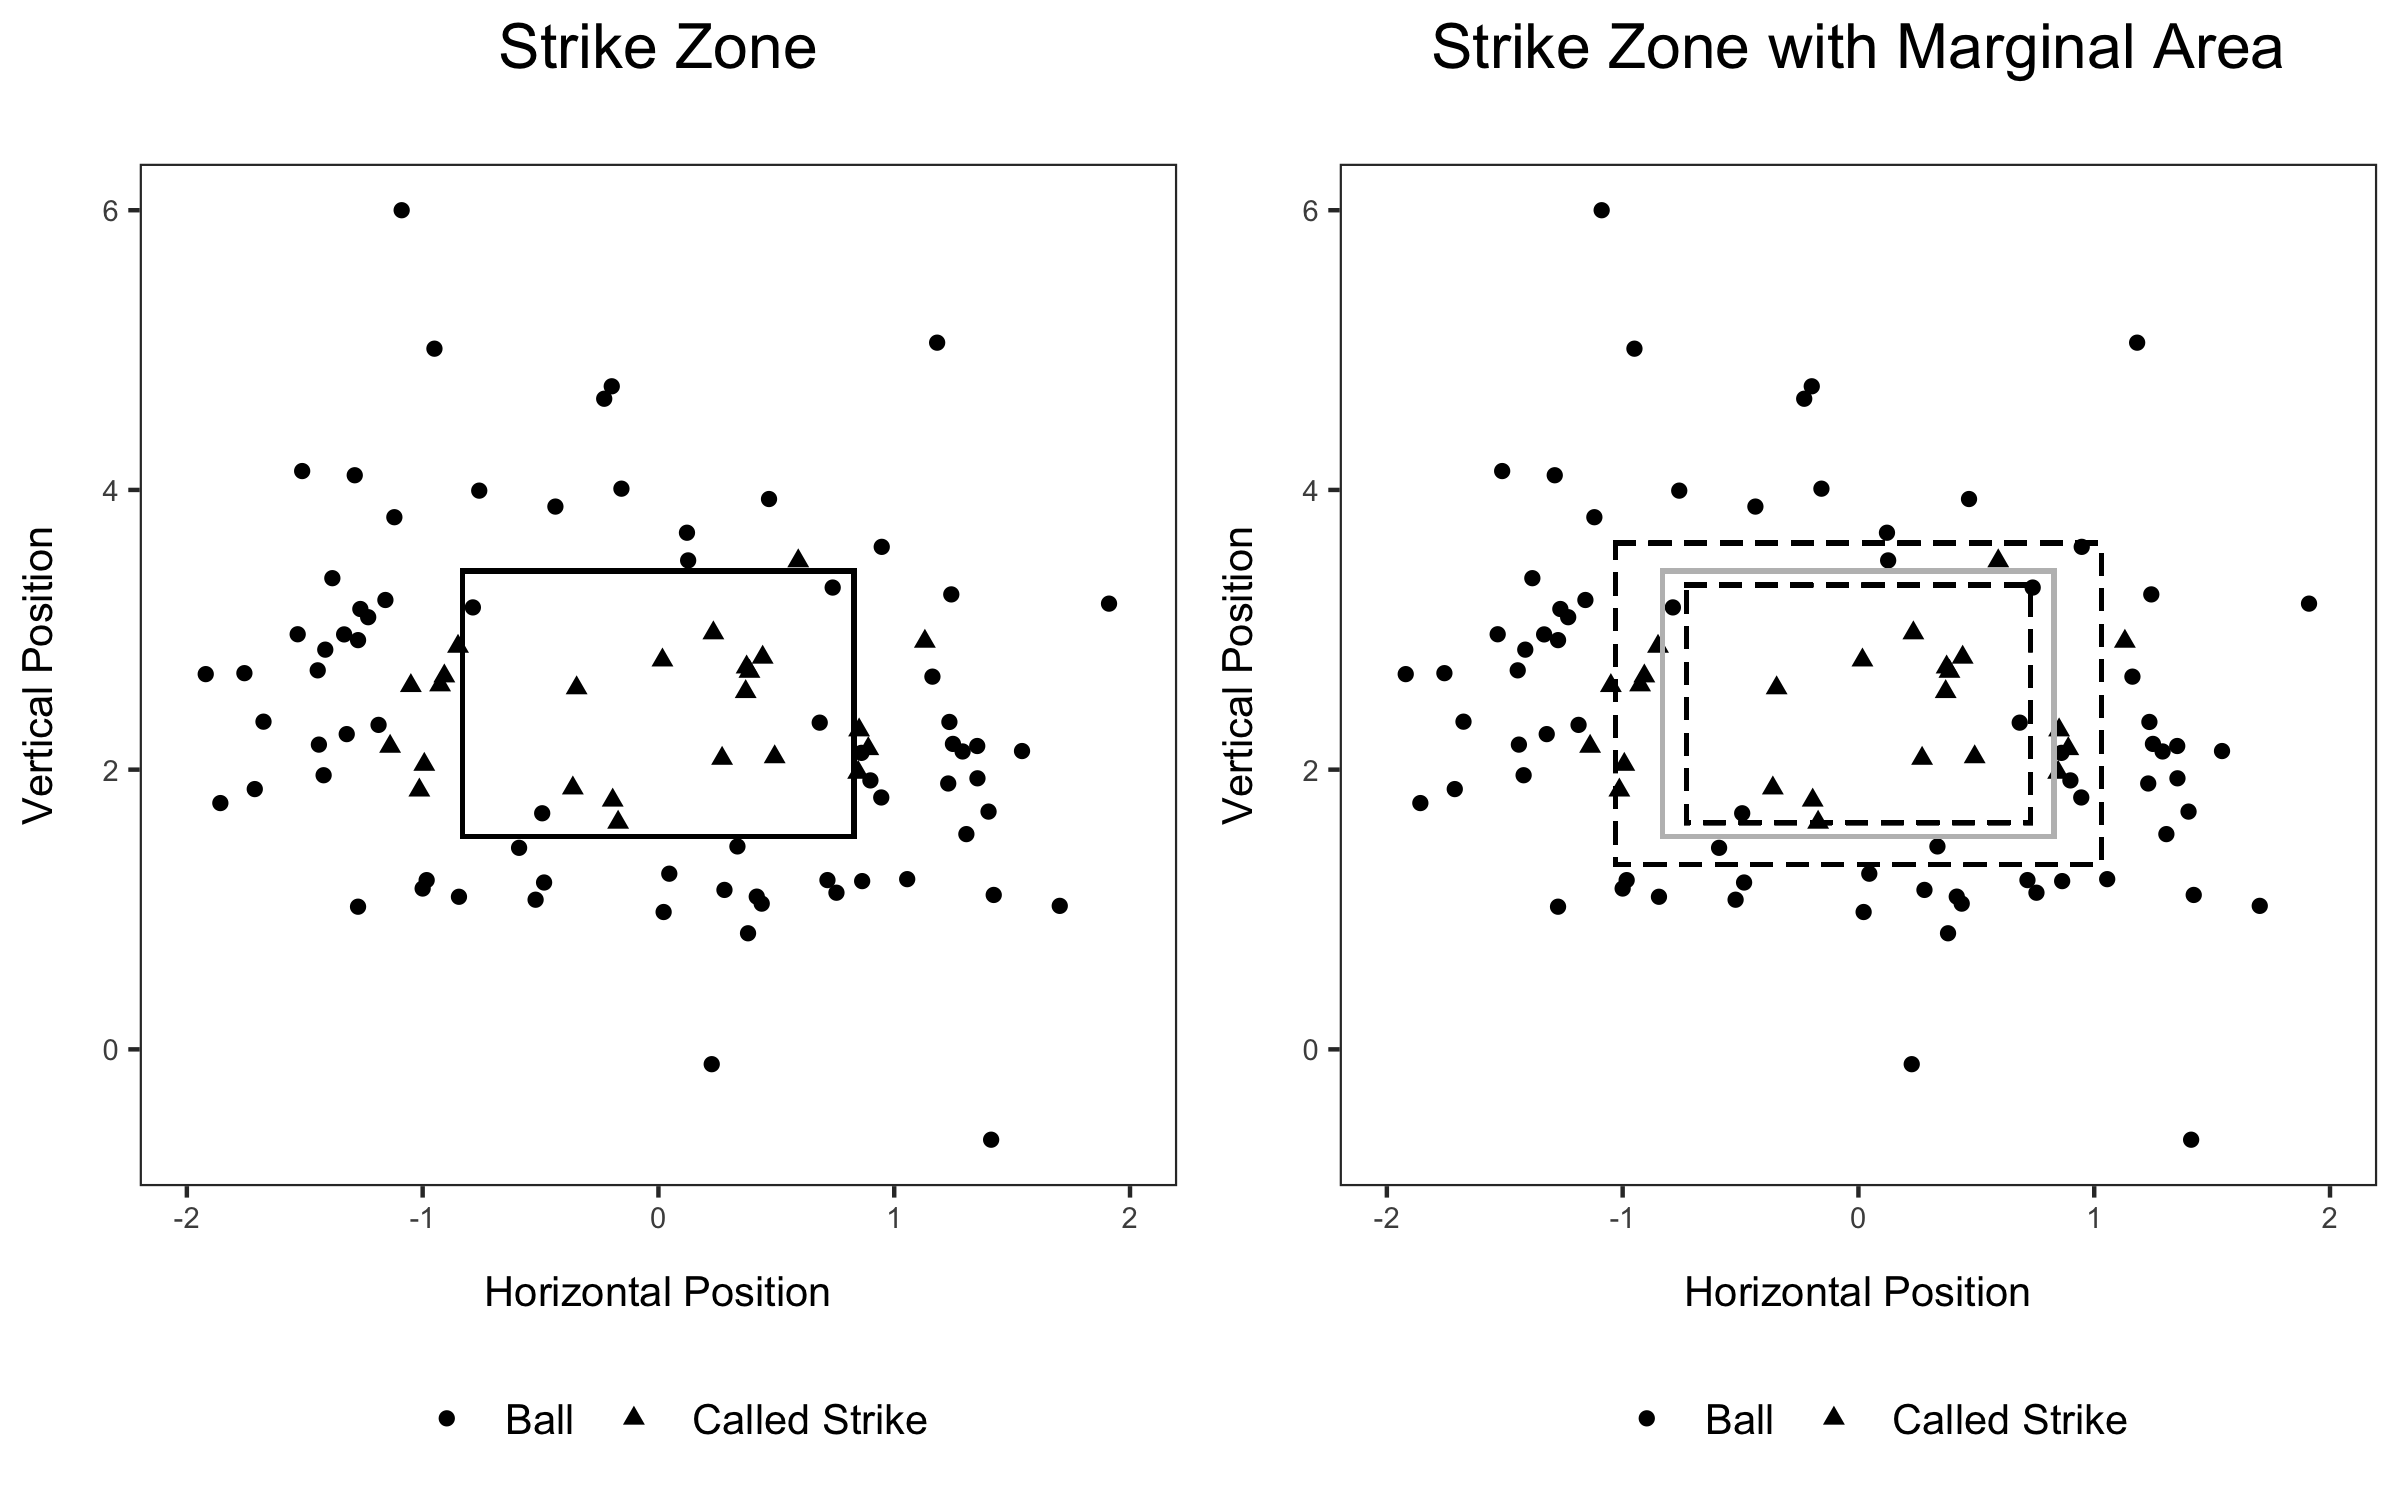 Strike Zone
Strike Zone with Marginal Area
Vertical Position
6
4
2
0
-2 -1 0 1 2
Horizontal Position
Ball Called Strike
Vertical Position
6
4
2
0
-2 -1 0 1 2
Horizontal Position
Ball Called Strike